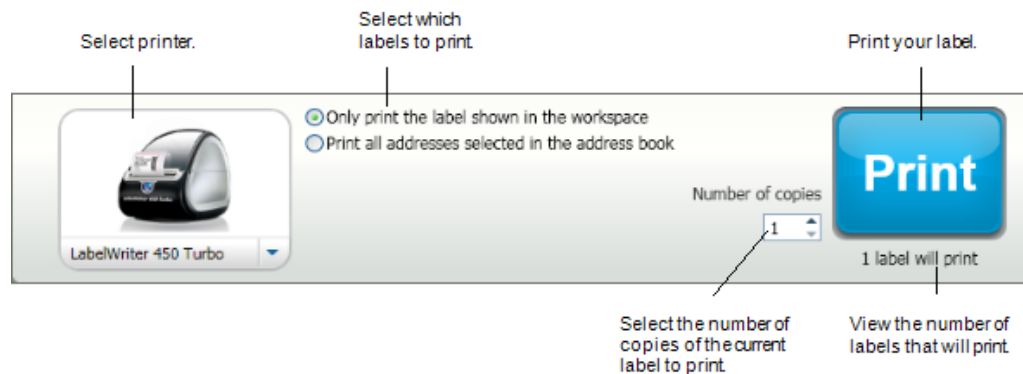 Select which
labels to print.
Select printer.
Print your label.
Only print the label shown in the workspace
Print all addresses selected in the address book
Print
Number of copies
1
LabelWriter 450 Turbo
1 label will print
Select the number of
copies of the current
label to print.
View the number of
labels that will print.